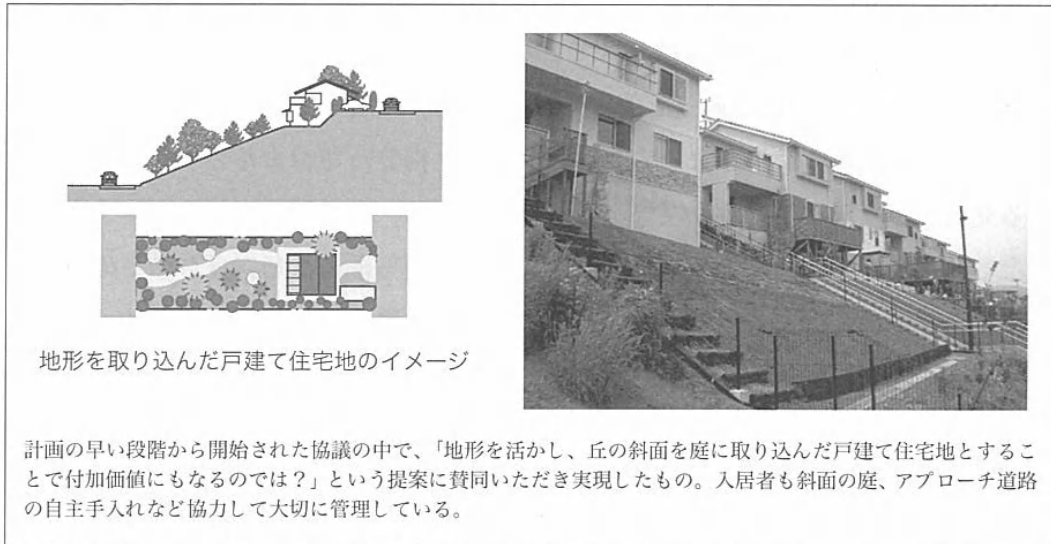 地形を取り込んだ戸建て住宅地のイメージ
計画の早い段階から開始された協議の中で、「地形を活かし、丘の斜面を庭に取り込んだ戸建て住宅地とするこ
とで付加価値にもなるのでは？」という提案に賛同いただき実現したもの。入居者も斜面の庭、アプローチ道路
の自主手入れなど協力して大切に管理している。